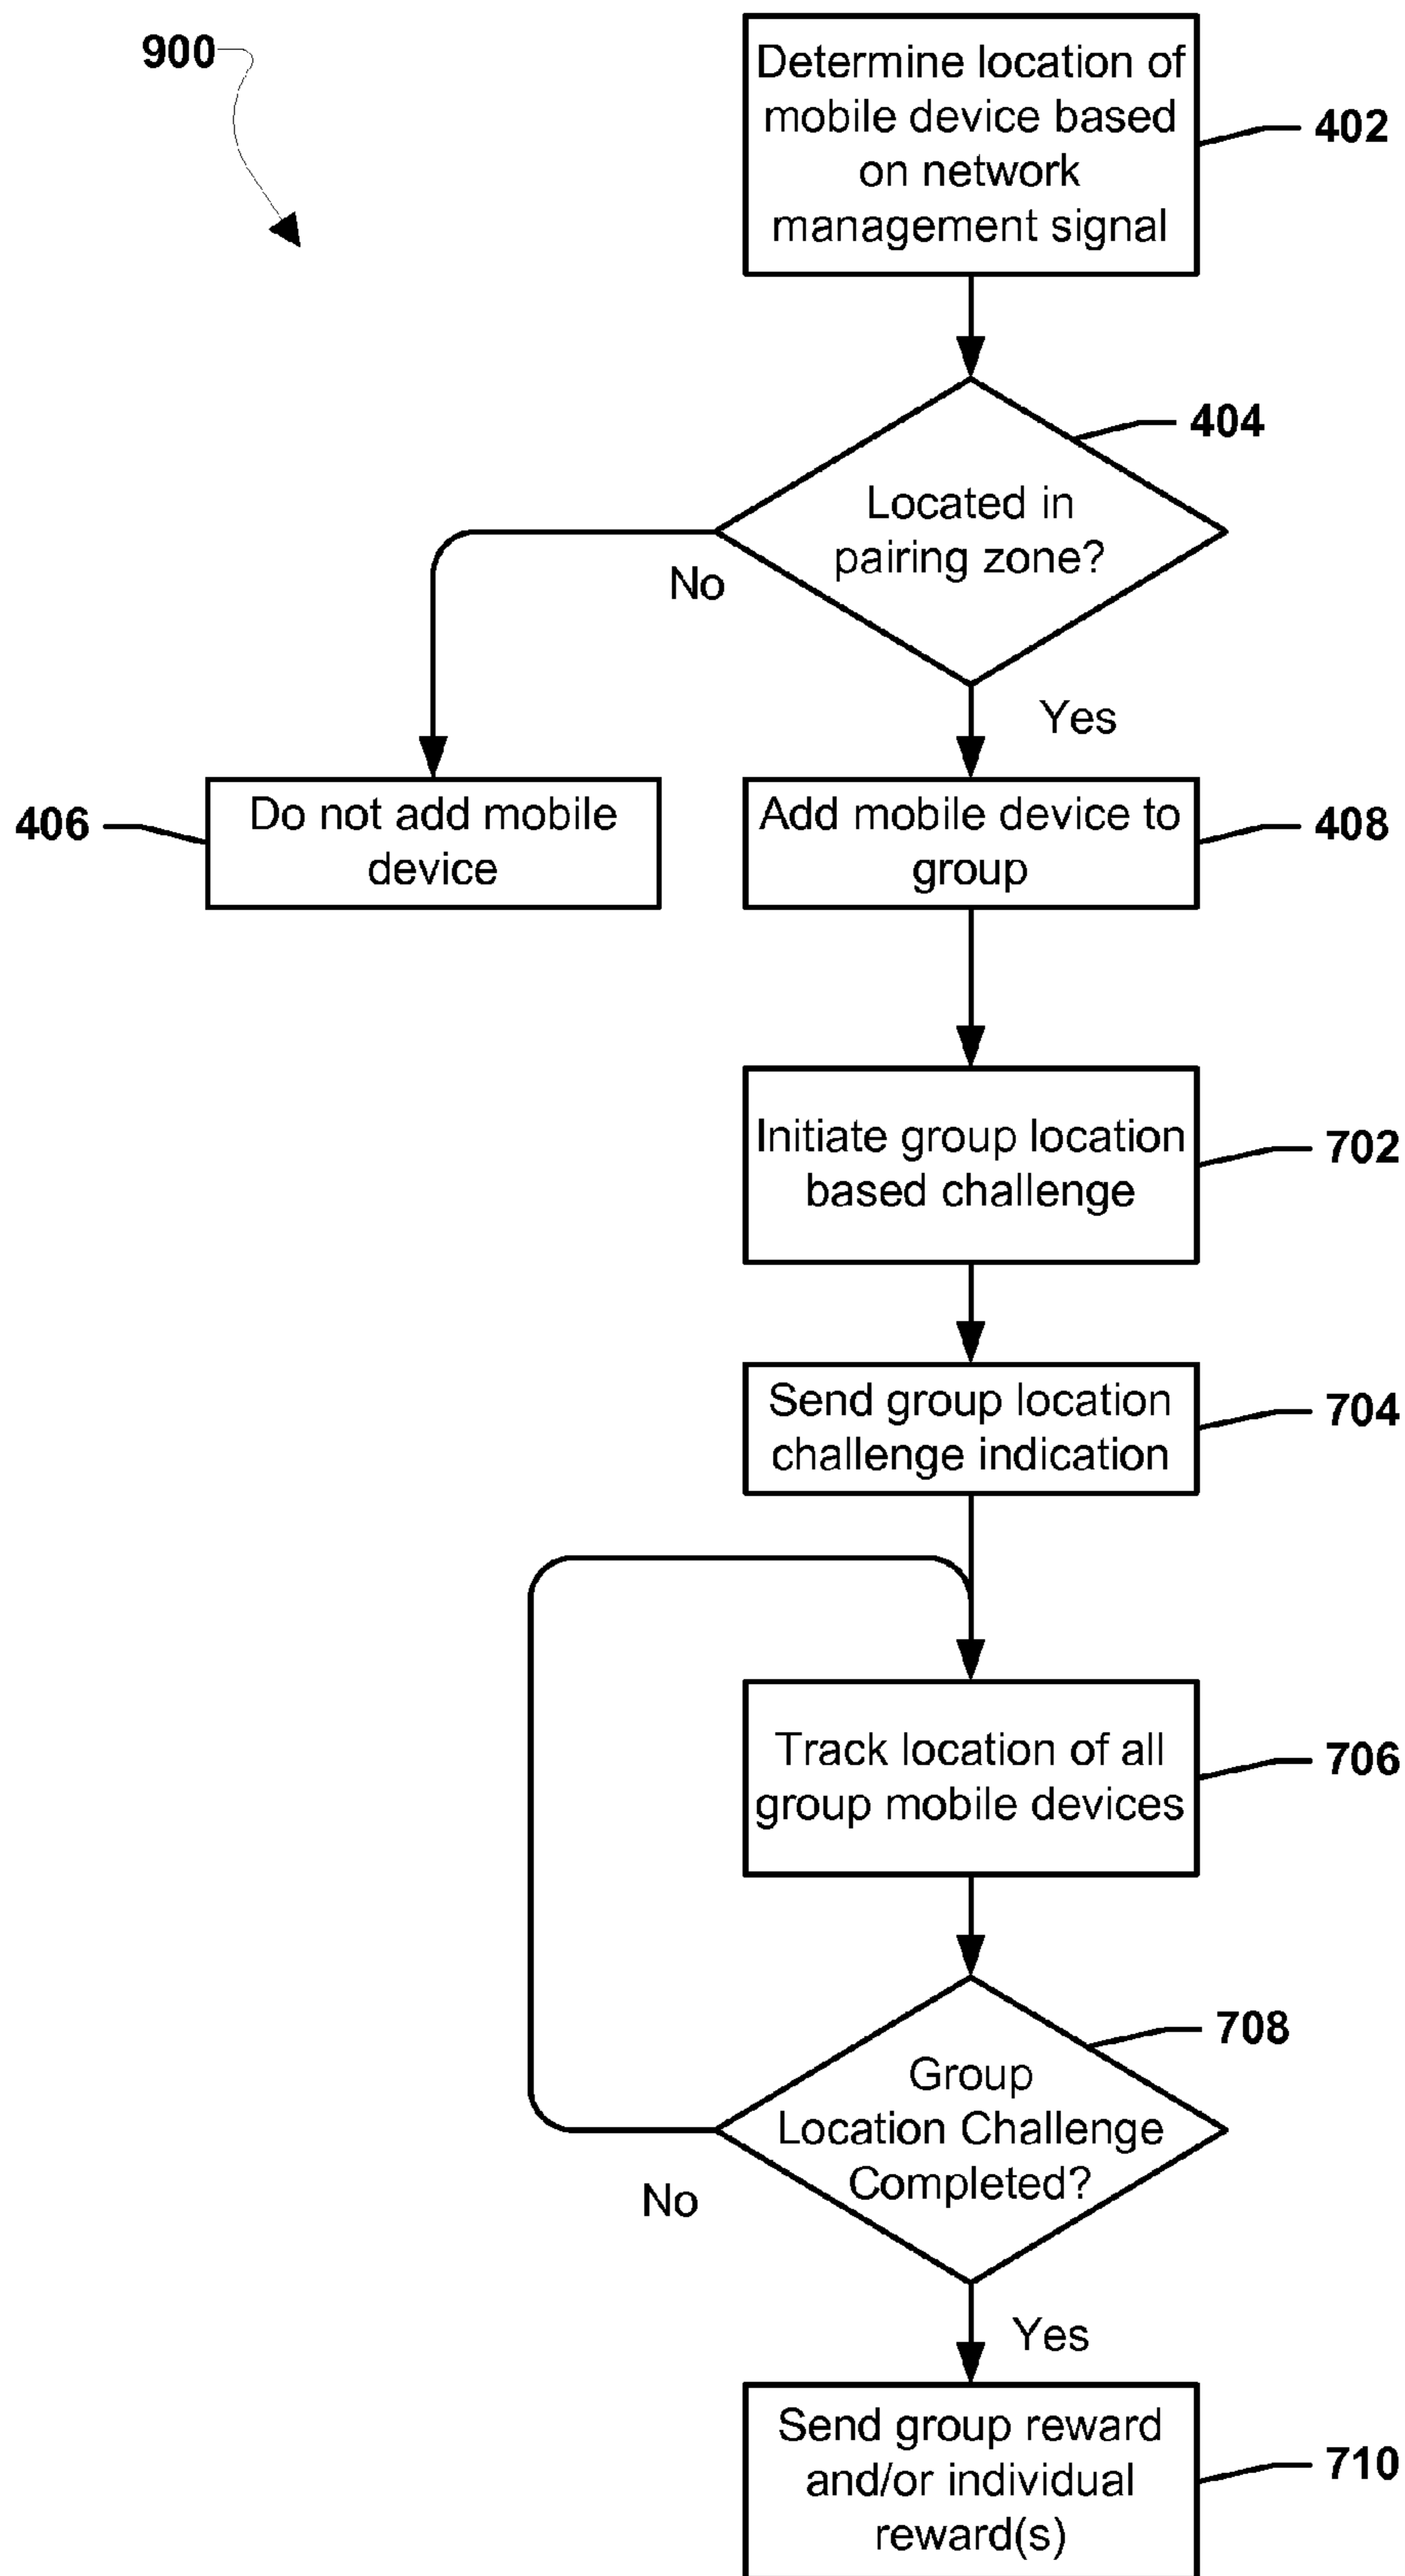 900
Determine location of
mobile device based
on network
management signal
402
404
Located in
pairing zone?
No
Yes
406
Do not add mobile
device
Add mobile device to
group
408
Initiate group location
based challenge
702
Send group location
challenge indication
704
Track location of all
group mobile devices
706
708
Group
Location Challenge
Completed?
No
Yes
Send group reward
and/or individual
reward(s)
710